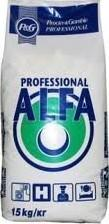 P&G
Procter&Gamble
PROFESSIONAL
PROFESSIONAL
ALFA
15kg/кг